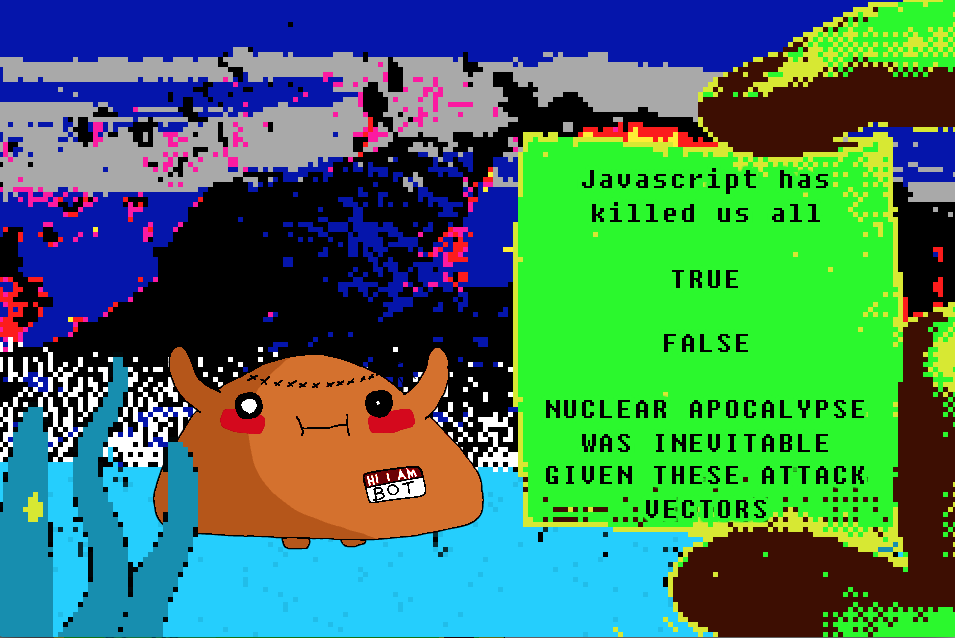 Javascript has
killed us all
TRUE
FALSE
NUCLEAR APOCALYPSE
WAS INEVITABLE
GIVEN THESE ATTACK
VECTORS
HI I AM
BOT